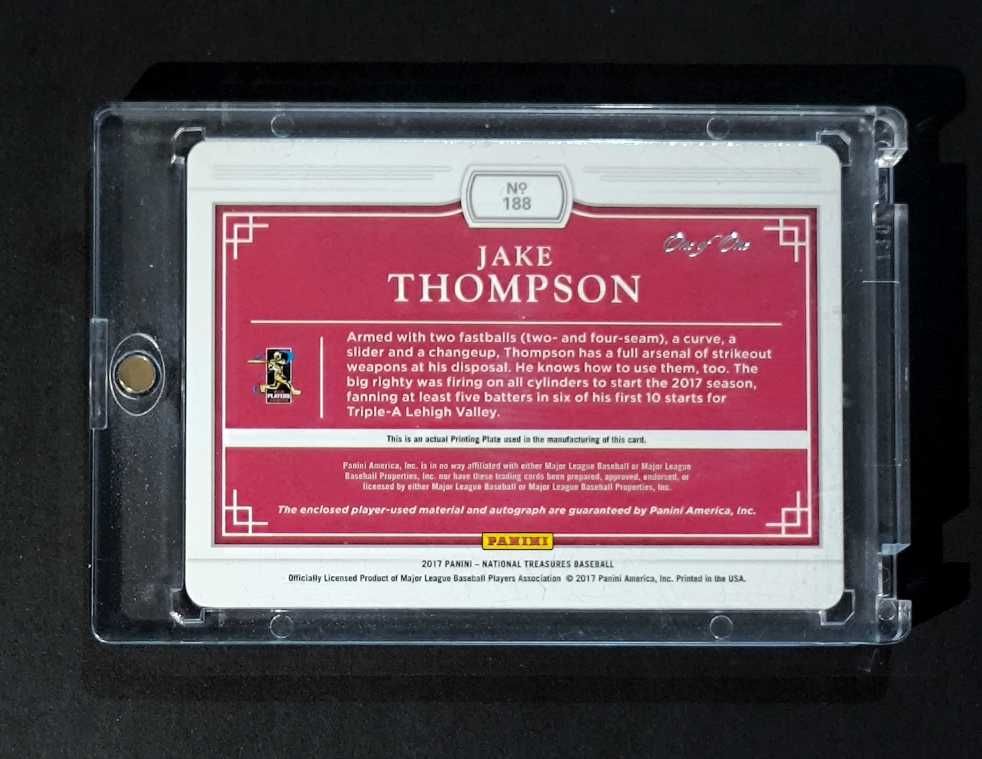 Nº
188
One of One
JAKE
THOMPSON
Armed with two fastballs (two- and four-seam), a curve, a
slider and a changeup, Thompson has a full arsenal of strikeout
weapons at his disposal. He knows how to use them, too. The
big righty was firing on all cylinders to start the 2017 season,
fanning at least five batters in six of his first 10 starts for
Triple-A Lehigh Valley.
PLAYERS
This is an actual Printing Plate used in the manufacturing of this card.
Panini America, Inc. is in no way affiliated with either Major League Baseball or Major League
Baseball Properties, Inc. nor have these trading cards been prepared, approved, endorsed, or
licensed by either Major League Baseball or Major League Baseball Properties, Inc.
The enclosed player-used material and autograph are guaranteed by Panini America, Inc.
PANINI
2017 PANINI – NATIONAL TREASURES BASEBALL
Officially Licensed Product of Major League Baseball Players Association © 2017 Panini America, Inc. Printed in the USA.